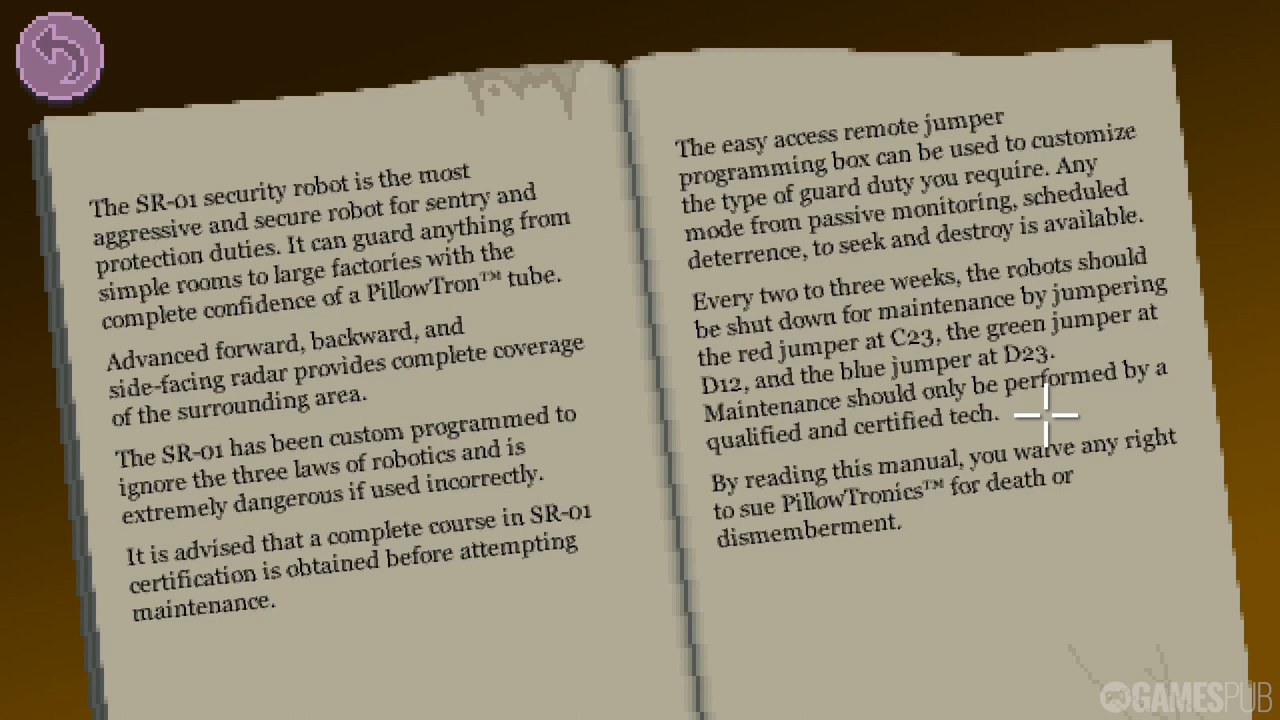 The SR-01 security robot is the most
aggressive and secure robot for sentry and
protection duties. It can guard anything from
simple rooms to large factories with the
complete confidence of a PillowTron™ tube.
Advanced forward, backward, and
side-facing radar provides complete coverage
of the surrounding area.
The SR-01 has been custom programmed to
ignore the three laws of robotics and is
extremely dangerous if used incorrectly.
It is advised that a complete course in SR-01
certification is obtained before attempting
maintenance.
The easy access remote jumper
programming box can be used to customize
the type of guard duty you require. Any
mode from passive monitoring, scheduled
deterrence, to seek and destroy is available.
Every two to three weeks, the robots should
be shut down for maintenance by jumpering
the red jumper at C23, the green jumper at
D12, and the blue jumper at D23.
Maintenance should only be performed by a
qualified and certified tech.
By reading this manual, you waive any right
to sue PillowTronics™ for death or
dismemberment.
GAMESPUB